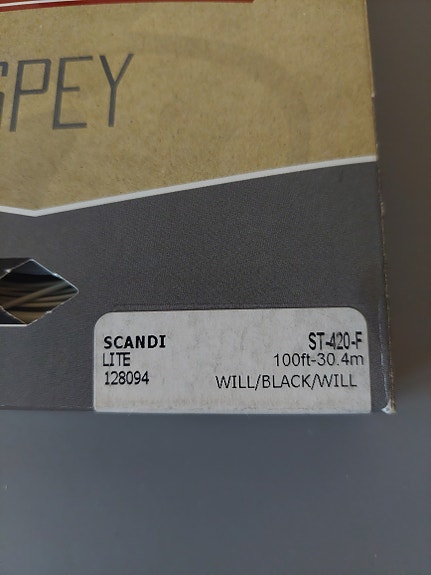 SPEY
SCANDI ST-420-F
LITE 100ft-30.4m
128094 WILL/BLACK/WILL